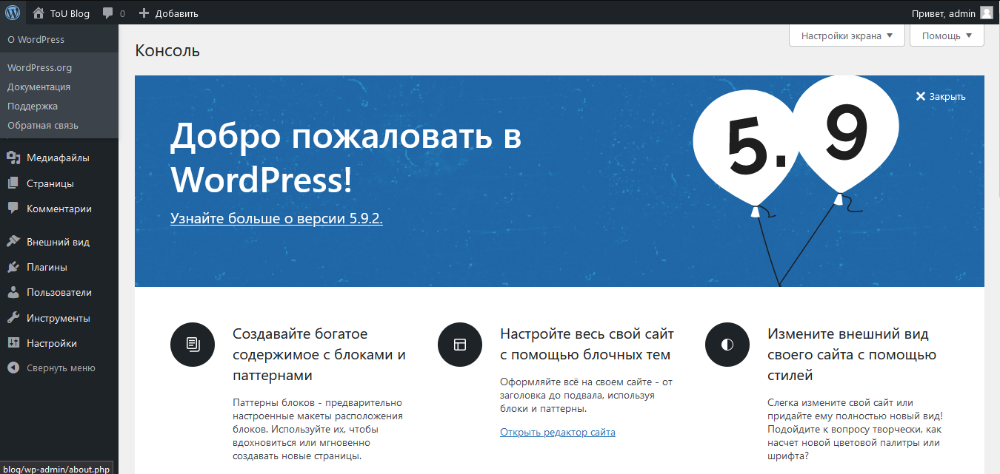 ToU Blog 0 Добавить Привет, admin
О WordPress
WordPress.org
Документация
Поддержка
Обратная связь
Медиафайлы
Страницы
Комментарии
Внешний вид
Плагины
Пользователи
Инструменты
Настройки
Свернуть меню
blog/wp-admin/about.php
Настройки экрана Помощь
Консоль
Закрыть
Добро пожаловать в
WordPress!
Узнайте больше о версии 5.9.2.
5.9
Создавайте богатое
содержимое с блоками и
паттернами
Паттерны блоков - предварительно
настроенные макеты расположения
блоков. Используйте их, чтобы
вдохновиться или мгновенно
создавать новые страницы.
Настройте весь свой сайт
с помощью блочных тем
Оформляйте всё на своем сайте - от
заголовка до подвала, используя
блоки и паттерны.
Открыть редактор сайта
Измените внешний вид
своего сайта с помощью
стилей
Слегка измените свой сайт или
придайте ему полностью новый вид!
Подойдите к вопросу творчески, как
насчет новой цветовой палитры или
шрифта?